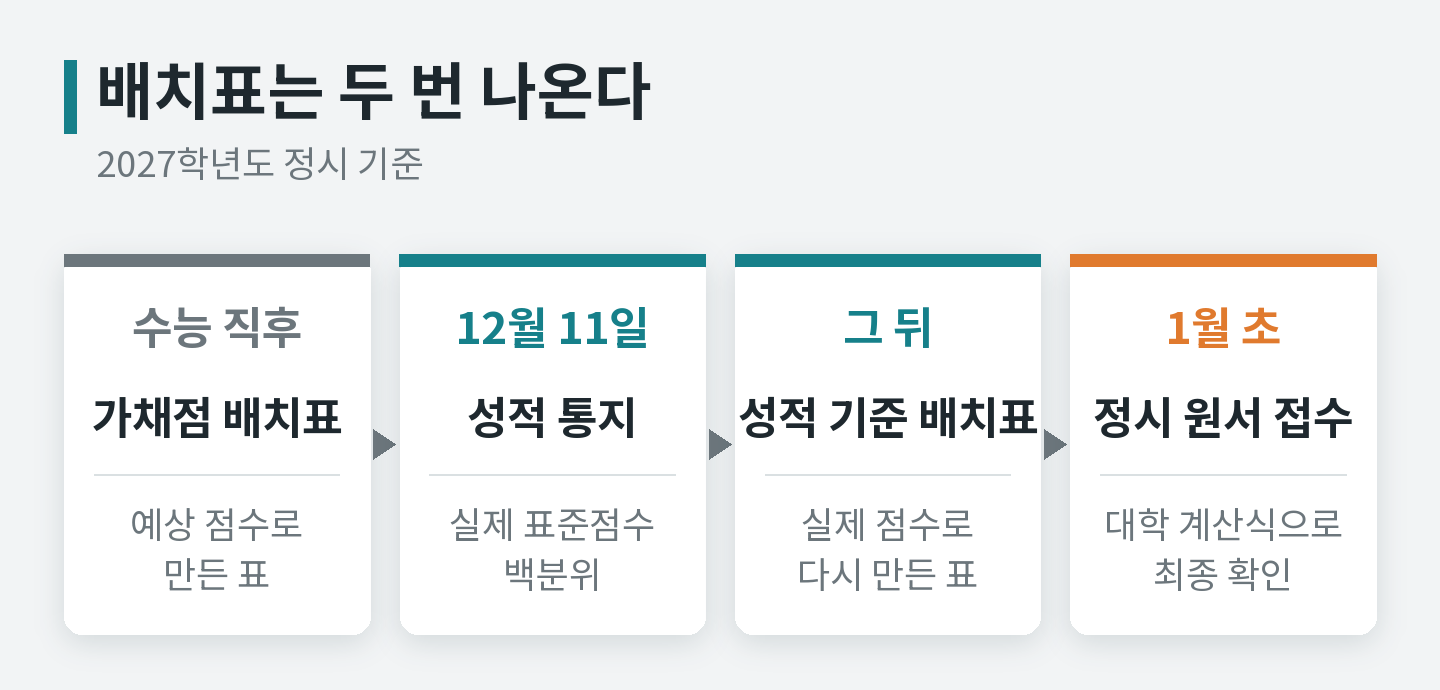 배치표는 두 번 나온다
2027학년도 정시 기준
수능 직후
가채점 배치표
예상 점수로
만든 표
12월 11일
성적 통지
실제 표준점수
백분위
그 뒤
성적 기준 배치표
실제 점수로
다시 만든 표
1월 초
정시 원서 접수
대학 계산식으로
최종 확인